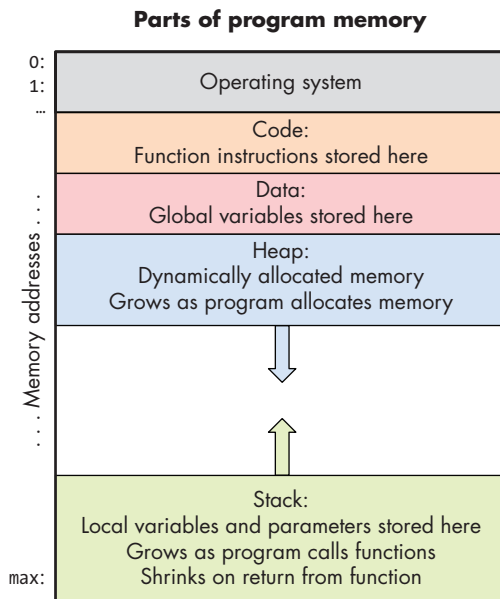 Parts of program memory
0:
1:
...
Operating system
Code:
Function instructions stored here
Data:
Global variables stored here
Heap:
Dynamically allocated memory
Grows as program allocates memory
. . . . Memory addresses . . . .
Stack:
Local variables and parameters stored here
Grows as program calls functions
max:
Shrinks on return from function